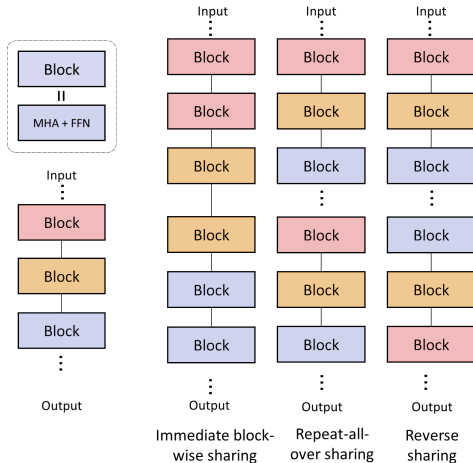 Block
=
MHA + FFN
Input
Block
Block
Block
Output
Input
Block
Block
Block
Block
Block
Block
Output
Immediate block-
wise sharing
Input
Block
Block
Block
Block
Block
Block
Output
Repeat-all-
over sharing
Input
Block
Block
Block
Block
Block
Block
Output
Reverse
sharing